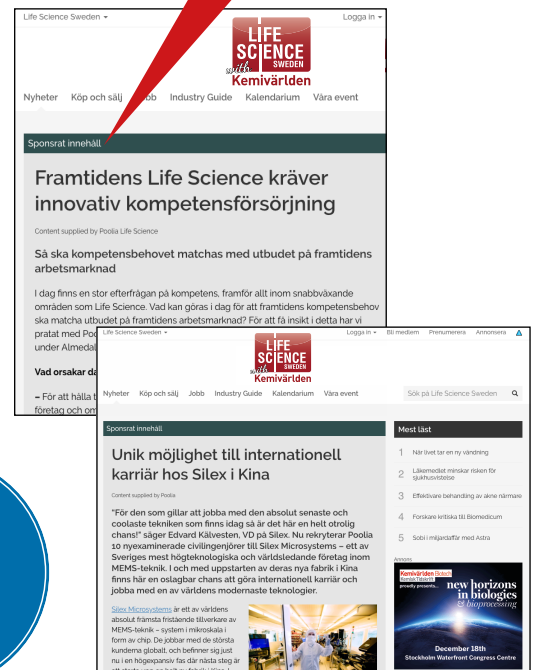 Life Science Sweden
Logga in
LIFE
SCIENCE
SWEDEN
with
Kemivärlden
Nyheter Köp och sälj Industry Guide Kalendarium Våra event
Sponsrat innehåll
Framtidens Life Science kräver
innovativ kompetensförsörjning
Content supplied by Poolia Life Science
Så ska kompetensbehovet matchas med utbudet på framtidens
arbetsmarknad
I dag finns en stor efterfrågan på kompetens, framför allt inom snabbväxande
områden som Life Science. Vad kan göras i dag för att framtidens kompetensbehov
ska matcha utbudet på framtidens arbetsmarknad? För att få insikt i detta har vi
pratat med
under
Vad orsakar
– För att hålla
företag och
Life Science Sweden
Logga in Bli medlem Prenumerera Annonsera
LIFE
SCIENCE
SWEDEN
with
Kemivärlden
Nyheter Köp och sälj Jobb Industry Guide Kalendarium Våra event
Sök på Life Science Sweden
Sponsrat innehåll
Unik möjlighet till internationell
karriär hos Silex i Kina
Content supplied by Poolia
"För den som gillar att jobba med den absolut senaste och
coolaste tekniken som finns idag så är det här en helt otrolig
chans!" säger Edvard Kälvesten, VD på Silex. Nu rekryterar Poolia
10 nyexaminerade civilingenjörer till Silex Microsystems – ett av
Sveriges mest högteknologiska och världsledande företag inom
MEMS-teknik. I och med uppstarten av deras nya fabrik i Kina
finns här en oslagbar chans att göra internationell karriär och
jobba med en av världens modernaste teknologier.
Silex Microsystems är ett av världens
absolut främsta fristående tillverkare av
MEMS-teknik – system i mikroskala i
form av chip. De jobbar med de största
kunderna globalt, och befinner sig just
nu i en högexpansiv fas där nästa steg är
Mest läst
1 När livet tar en ny vändning
2 Läkemedlet minskar risken för
sjukhusvistelse
3 Effektivare behandling av akne närmare
4 Forskare kritiska till Biomedicum
5 Sobi i miljardaffär med Astra
Annons
Kemivärlden Biotech
Kemisk Tidskrift
proudly presents...
new horizons
in biologics
& bioprocessing
December 18th
Stockholm Waterfront Congress Centre